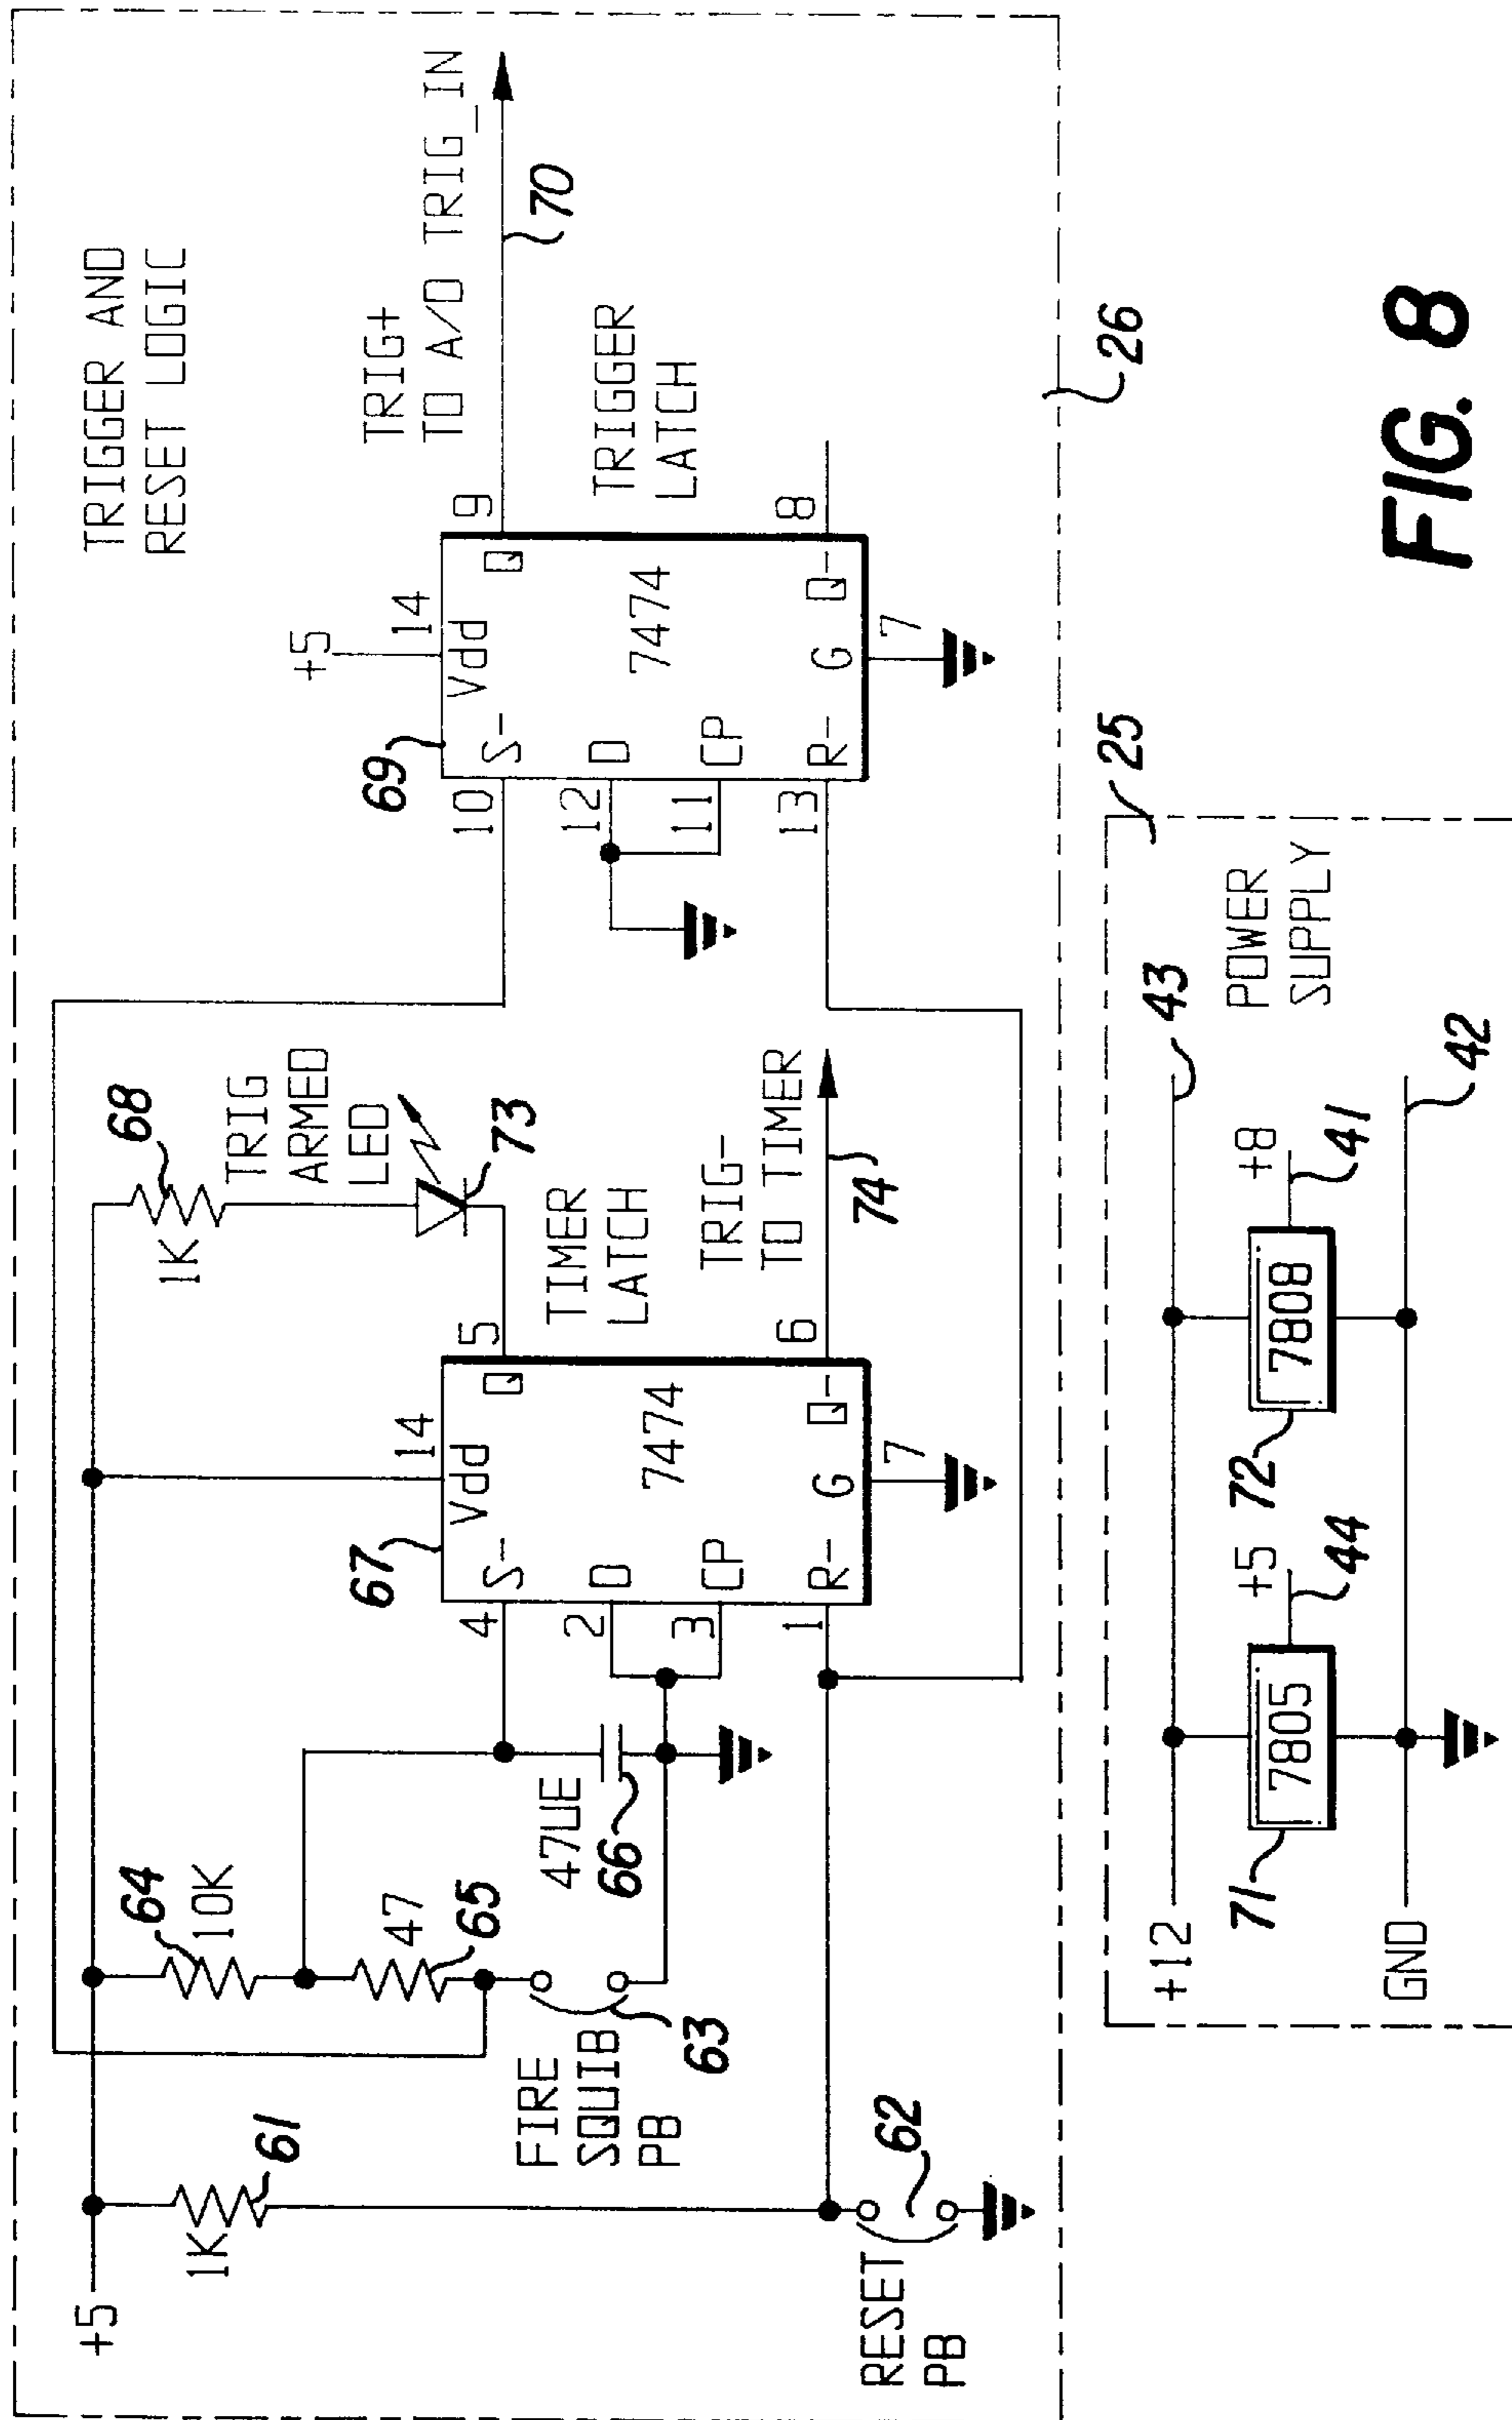 TRIGGER AND
RESET LOGIC
+5
1K
61
64
10K
47
65
FIRE
SQUIB
PB
63
RESET
PB
62
47UE
66
67
14
Vdd
4
S-
2
D
3
CP
1
R-
7474
Q
5
Q-
6
G
7
68
1K
TRIG
ARMED
LED
73
TIMER
LATCH
TRIG-
TO TIMER
74
69
+5
14
Vdd
10
S-
12
D
11
CP
13
R-
7474
Q
9
Q-
8
G
7
TRIG+
TO A/D TRIG_IN
70
TRIGGER
LATCH
26
25
+12
GND
71
7805
+5
44
72
7808
+8
41
43
42
POWER
SUPPLY
FIG. 8